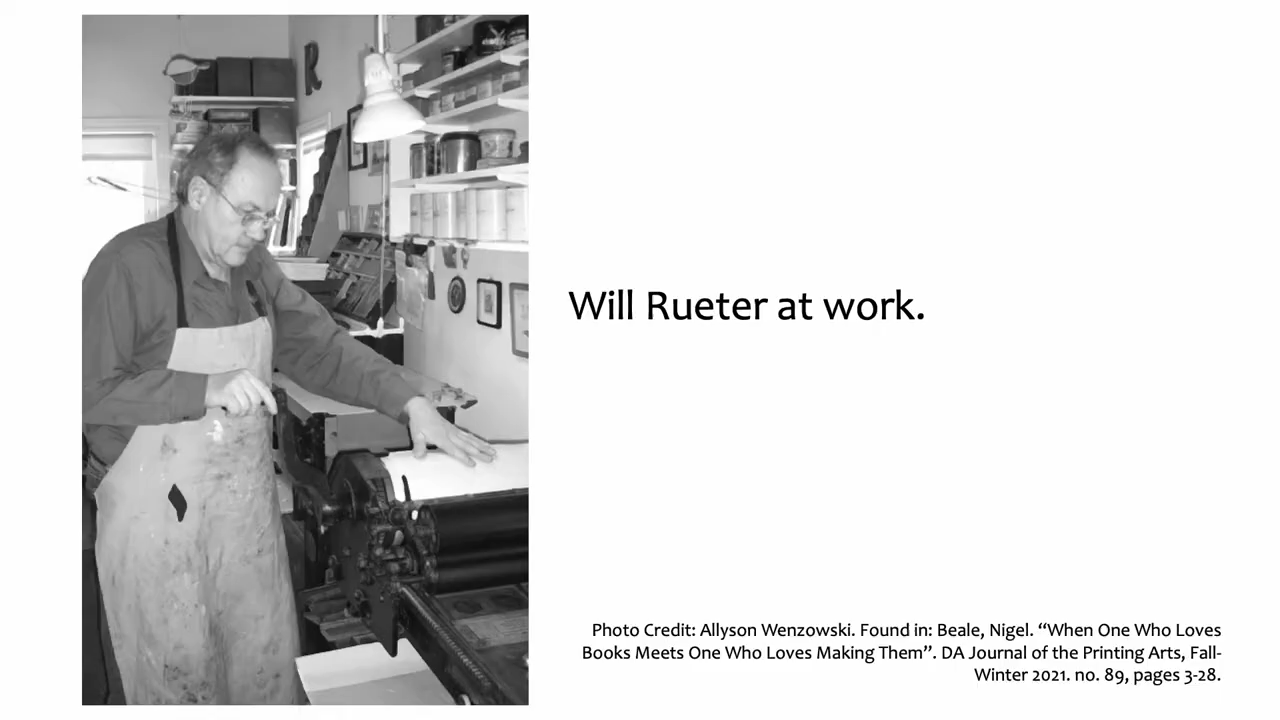 R
Will Rueter at work.
Photo Credit: Allyson Wenzowski. Found in: Beale, Nigel. “When One Who Loves
Books Meets One Who Loves Making Them”. DA Journal of the Printing Arts, Fall-
Winter 2021. no. 89, pages 3-28.